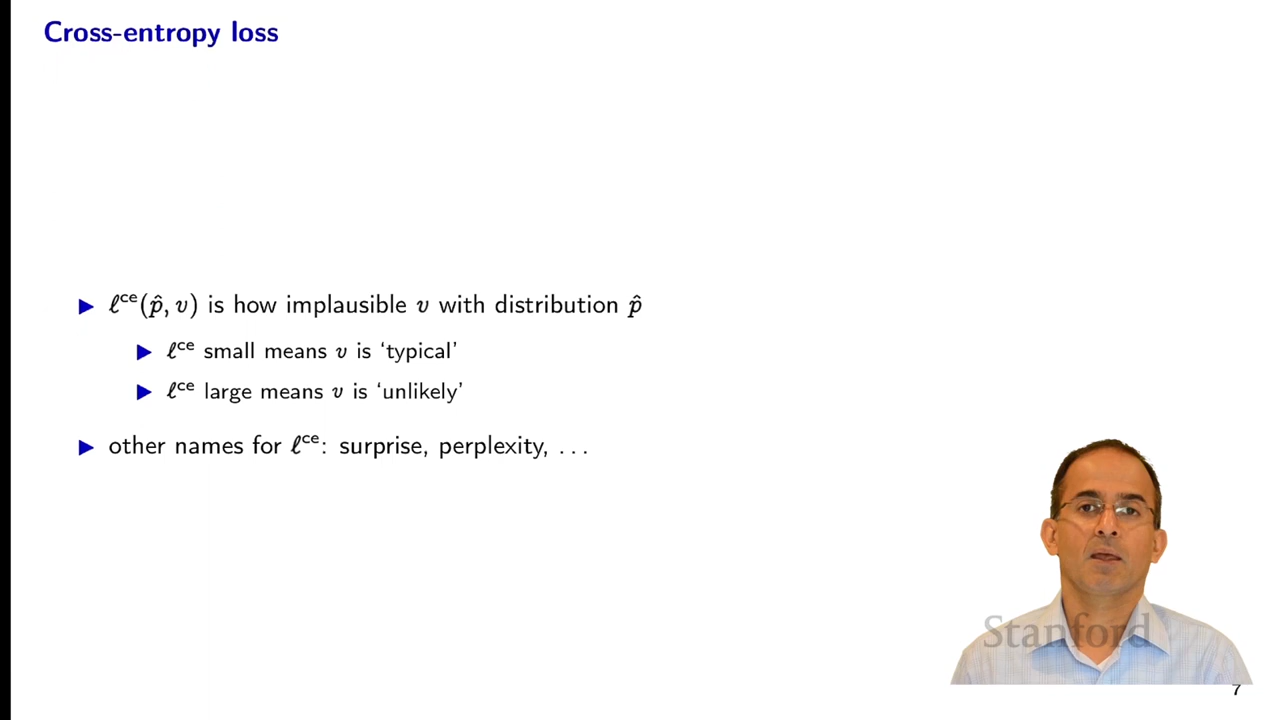 Cross-entropy loss
▶ ℓ^ce(p̂, v) is how implausible v with distribution p̂
▶ ℓ^ce small means v is ‘typical’
▶ ℓ^ce large means v is ‘unlikely’
▶ other names for ℓ^ce: surprise, perplexity, ...
Stanford
7